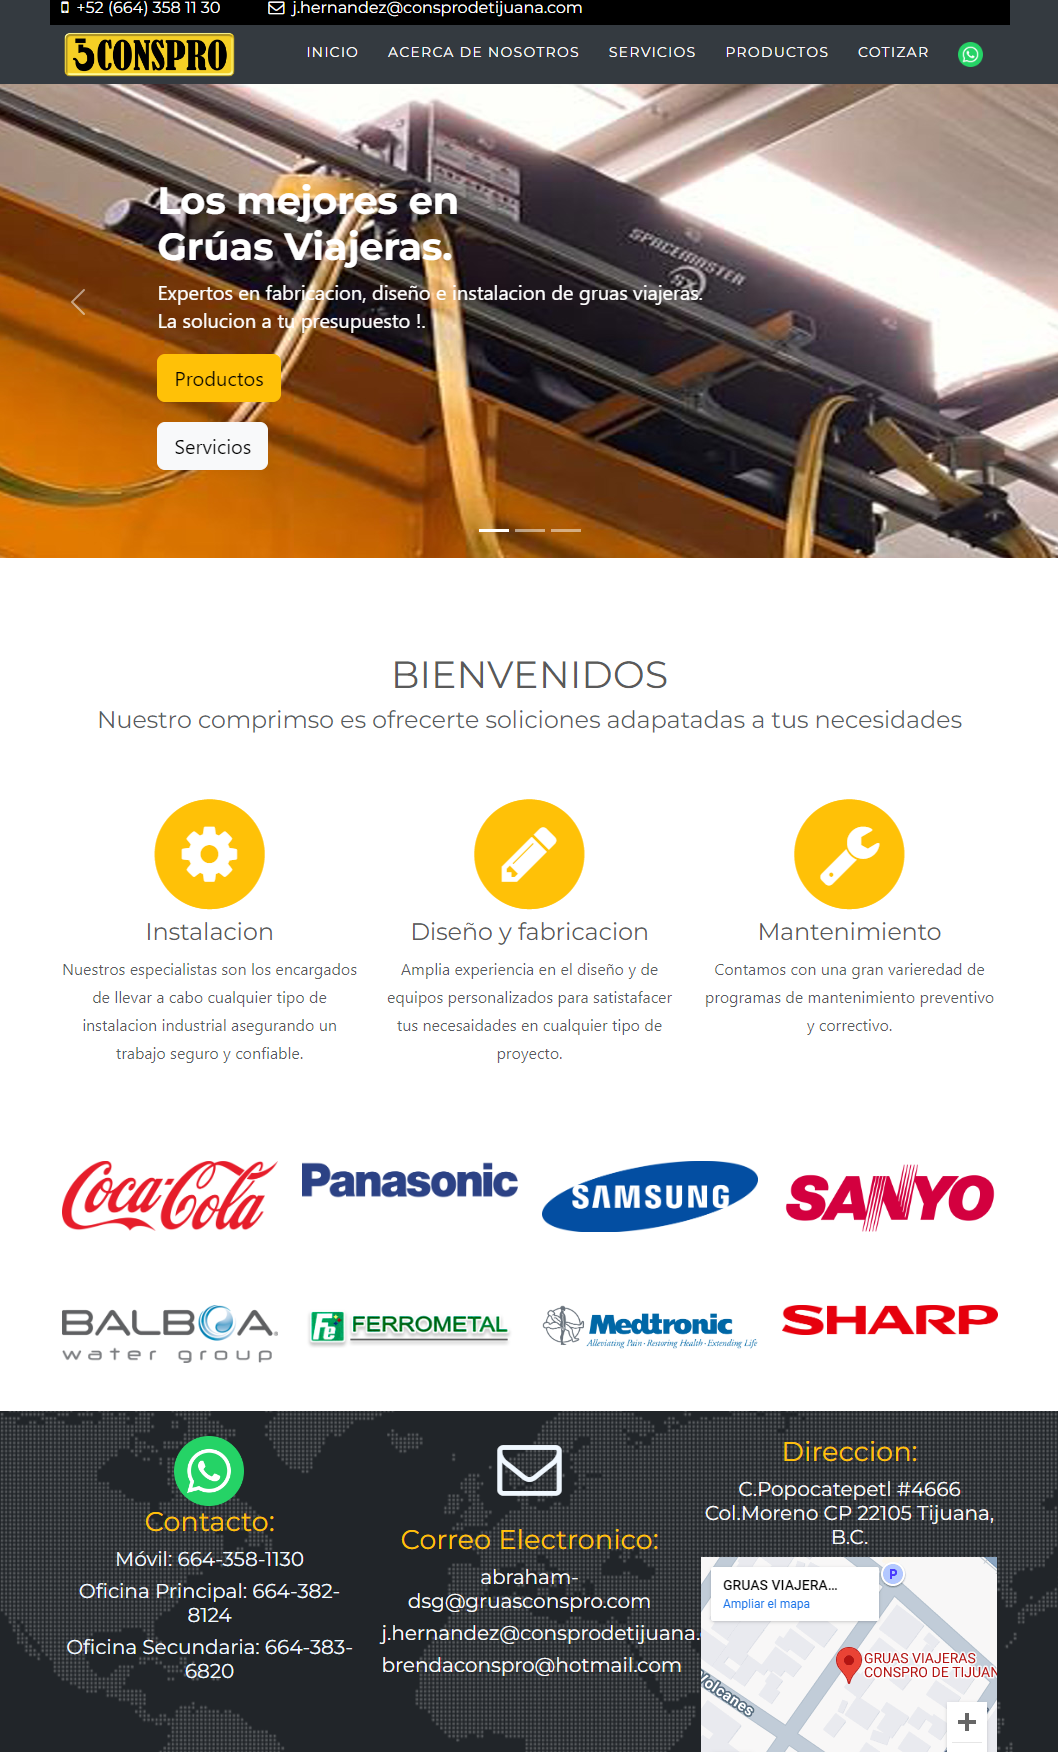 +52 (664) 358 11 30
j.hernandez@consprodetijuana.com
CONSPRO
INICIO
ACERCA DE NOSOTROS
SERVICIOS
PRODUCTOS
COTIZAR
Los mejores en
Grúas Viajeras.
SPACEMASTER
Expertos en fabricacion, diseño e instalacion de gruas viajeras.
La solucion a tu presupuesto !.
Productos
Servicios
BIENVENIDOS
Nuestro comprimso es ofrecerte soliciones adapatadas a tus necesidades
Instalacion
Nuestros especialistas son los encargados
de llevar a cabo cualquier tipo de
instalacion industrial asegurando un
trabajo seguro y confiable.
Diseño y fabricacion
Amplia experiencia en el diseño y de
equipos personalizados para satistafacer
tus necesaidades en cualquier tipo de
proyecto.
Mantenimiento
Contamos con una gran varieredad de
programas de mantenimiento preventivo
y correctivo.
Coca-Cola
Panasonic
SAMSUNG
SANYO
BALBOA
water group
Fe FERROMETAL
Medtronic
Alleviating Pain · Restoring Health · Extending Life
SHARP
Contacto:
Móvil: 664-358-1130
Oficina Principal: 664-382-
8124
Oficina Secundaria: 664-383-
6820
Correo Electronico:
abraham-
dsg@gruasconspro.com
j.hernandez@consprodetijuana.
brendaconspro@hotmail.com
Direccion:
C.Popocatepetl #4666
Col.Moreno CP 22105 Tijuana,
B.C.
P
GRUAS VIAJERA...
Ampliar el mapa
GRUAS VIAJERAS
CONSPRO DE TIJUAN
Volcanes
+